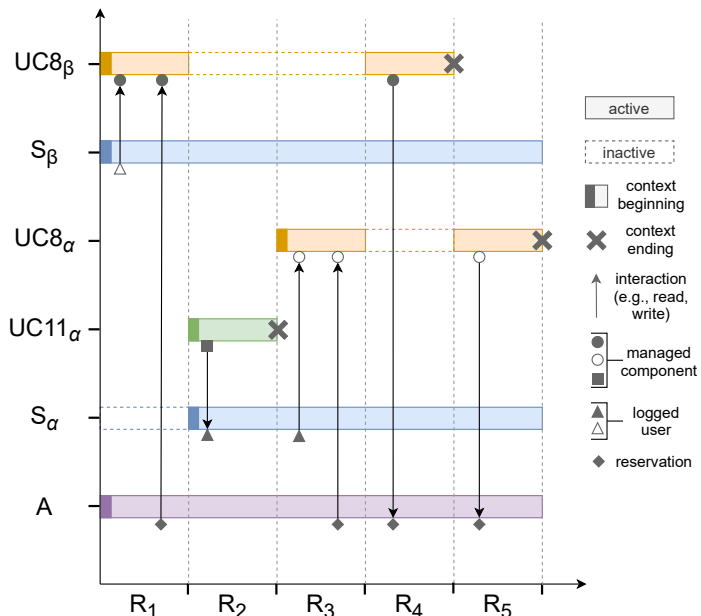 UC8β
Sβ
UC8α
UC11α
Sα
A
R1
R2
R3
R4
R5
active
inactive
context
beginning
context
ending
interaction
(e.g., read,
write)
managed
component
logged
user
reservation